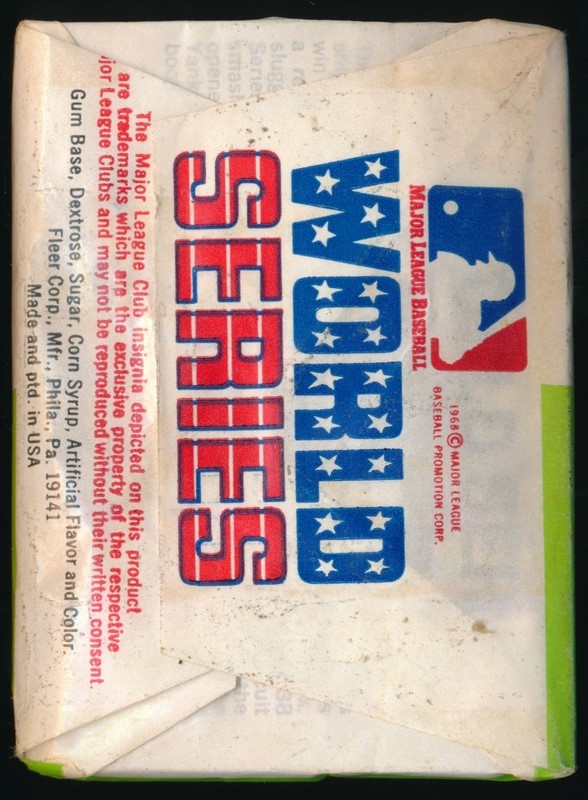 MAJOR LEAGUE BASEBALL
1968 © MAJOR LEAGUE
BASEBALL PROMOTION CORP.
WORLD
SERIES
The Major League Club insignia depicted on this product
are trademarks which are the exclusive property of the respective
jor League Clubs and may not be reproduced without their written consent.
Gum Base, Dextrose, Sugar, Corn Syrup, Artificial Flavor and Color.
Fleer Corp., Mfr., Phila., Pa. 19141
Made and ptd. in USA